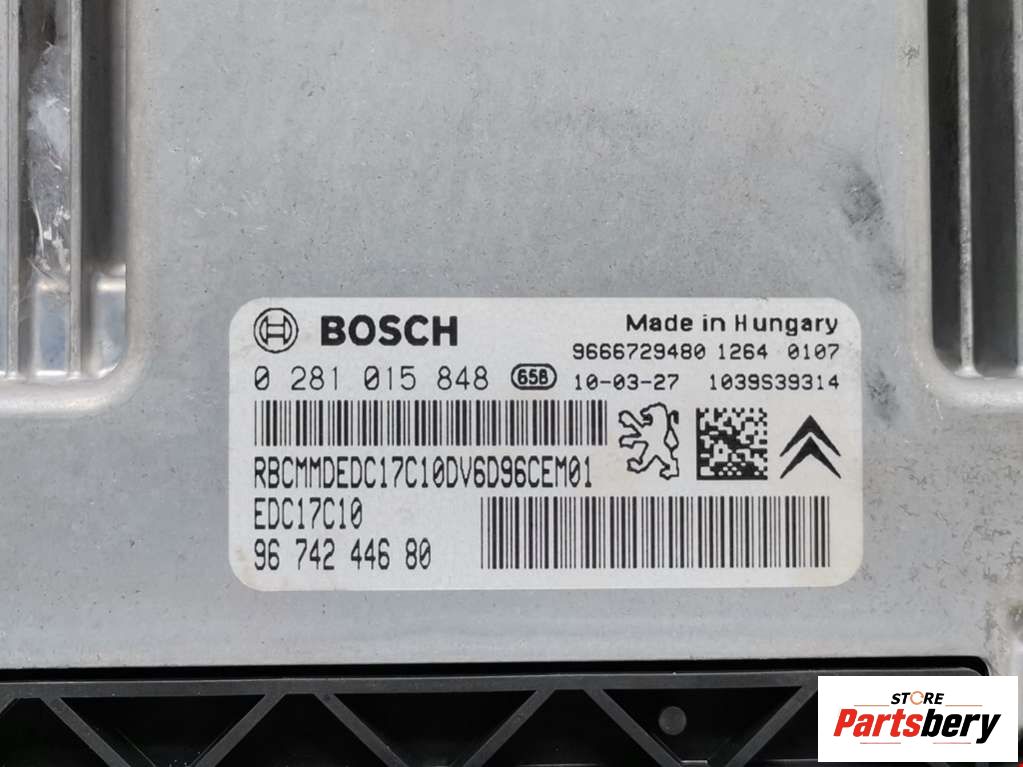 BOSCH
Made in Hungary
9666729480 1264 0107
0 281 015 848 65B 10-03-27 1039S39314
RBCMMDEDC17C10DV6D96CEM01
EDC17C10
96 742 446 80
STORE
Partsbery